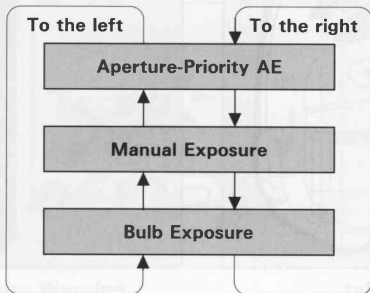 To the left To the right
Aperture-Priority AE
Manual Exposure
Bulb Exposure